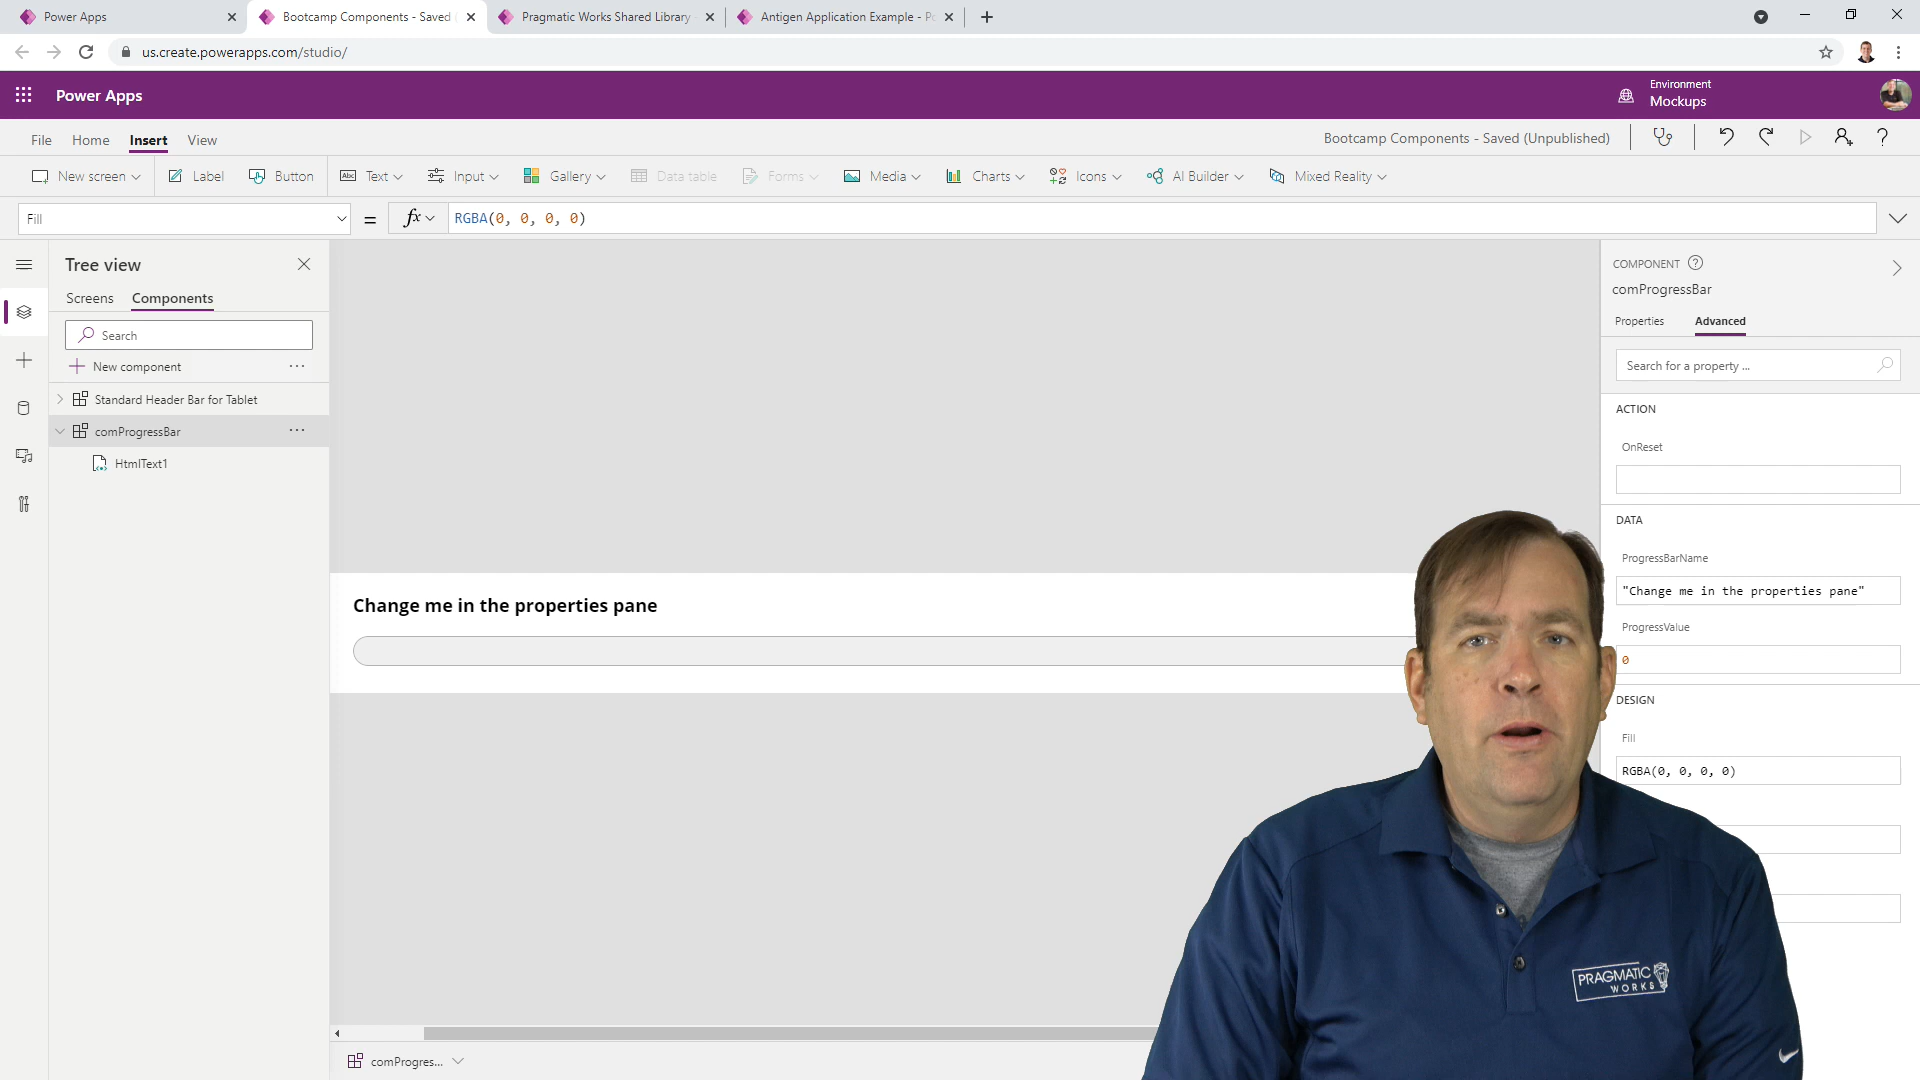 Power Apps
Bootcamp Components - Saved
Pragmatic Works Shared Library
Antigen Application Example - Po
us.create.powerapps.com/studio/
Power Apps
Environment
Mockups
File
Home
Insert
View
Bootcamp Components - Saved (Unpublished)
New screen
Label
Button
Abc
Text
Input
Gallery
Data table
Forms
Media
Charts
Icons
AI Builder
Mixed Reality
Fill
=
fx
RGBA(0, 0, 0, 0)
Tree view
Screens
Components
Search
New component
Standard Header Bar for Tablet
comProgressBar
HtmlText1
Change me in the properties pane
comProgres...
COMPONENT
comProgressBar
Properties
Advanced
Search for a property ...
ACTION
OnReset
DATA
ProgressBarName
"Change me in the properties pane"
ProgressValue
0
DESIGN
Fill
RGBA(0, 0, 0, 0)
PRAGMATIC
WORKS